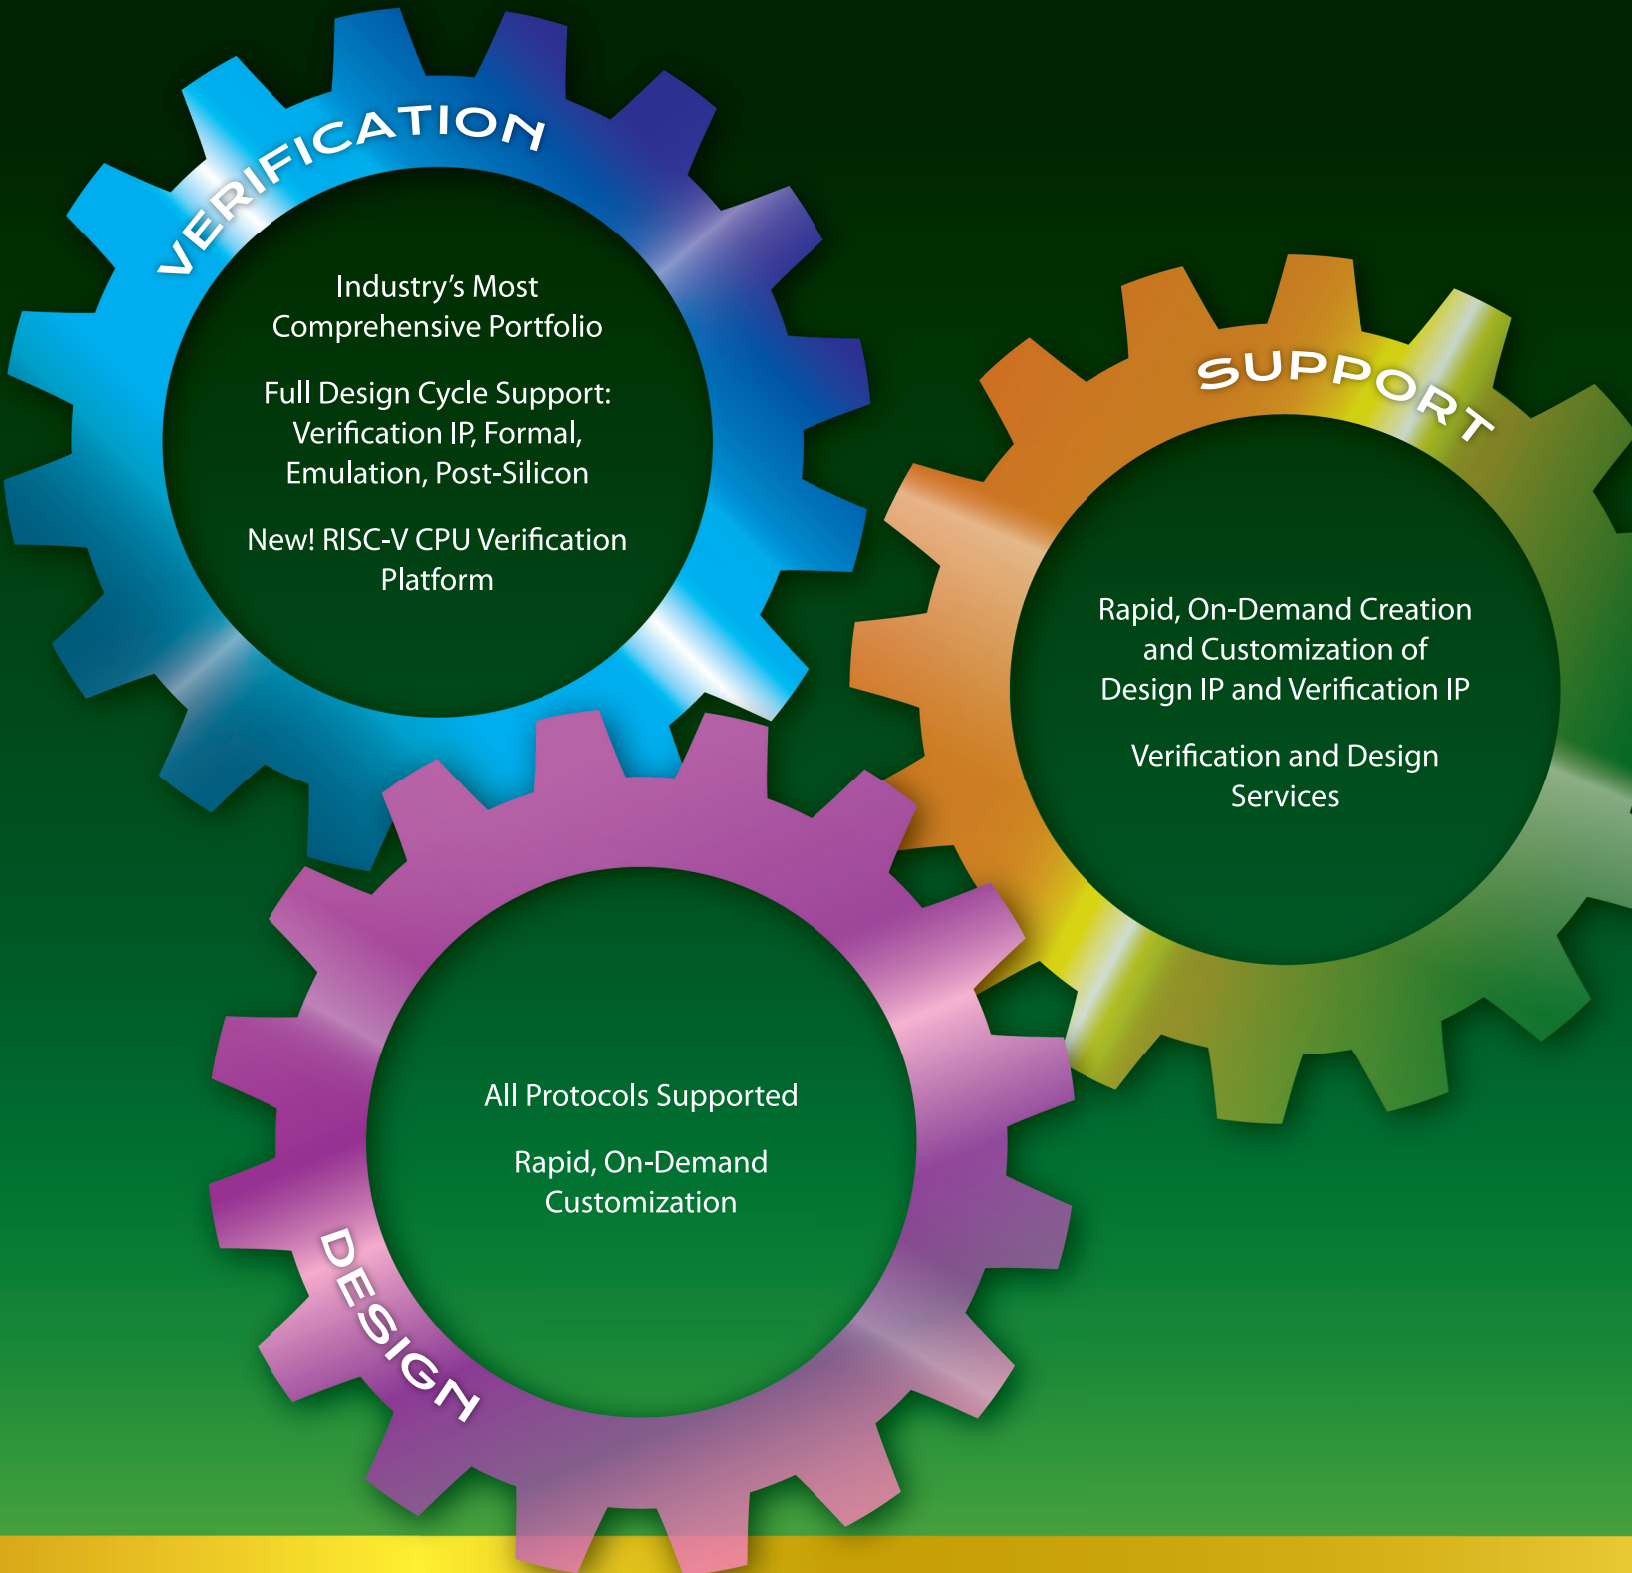 VERIFICATION
Industry’s Most
Comprehensive Portfolio
Full Design Cycle Support:
Verification IP, Formal,
Emulation, Post-Silicon
New! RISC-V CPU Verification
Platform
SUPPORT
Rapid, On-Demand Creation
and Customization of
Design IP and Verification IP
Verification and Design
Services
All Protocols Supported
Rapid, On-Demand
Customization
DESIGN